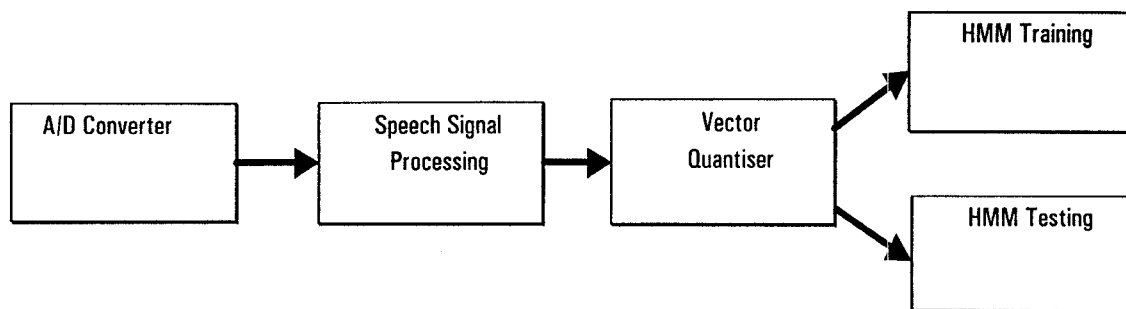 A/D Converter
Speech Signal
Processing
Vector
Quantiser
HMM Training
HMM Testing